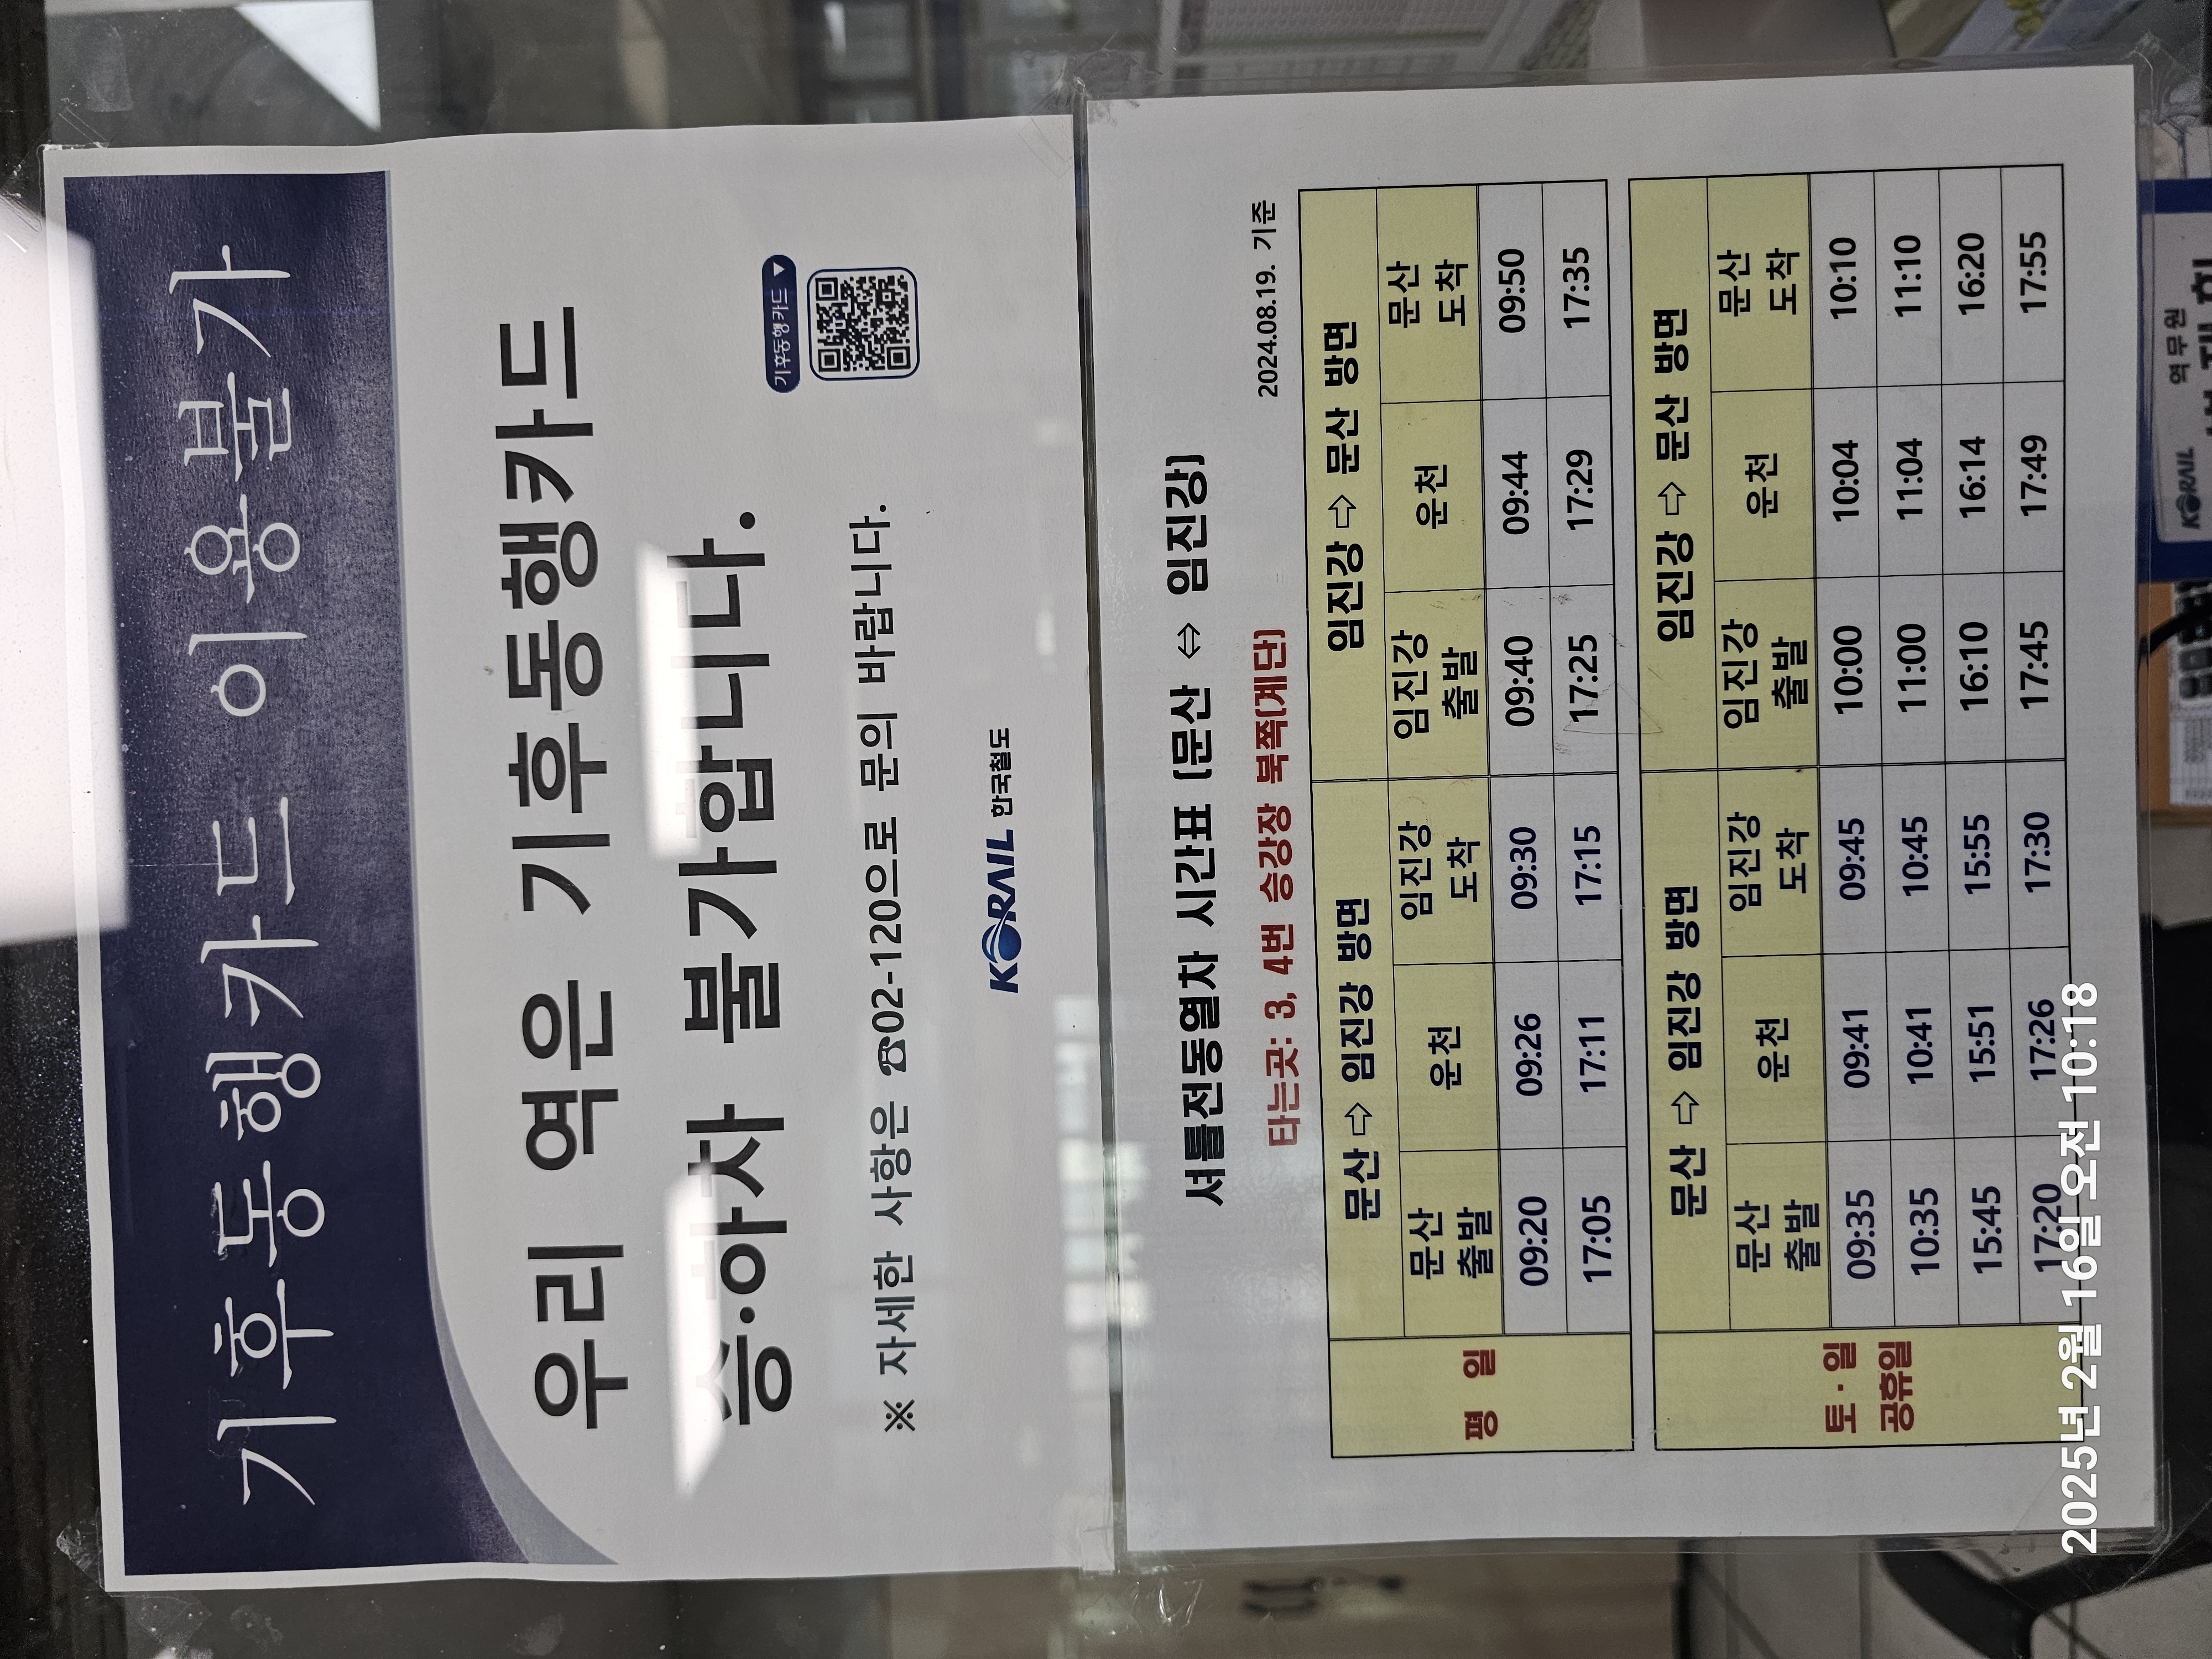 기후동행카드 이용불가
우리 역은 기후동행카드
승·하차 불가합니다.
기후동행카드 ▼
※ 자세한 사항은 ☎02-120으로 문의 바랍니다.
KORAIL 한국철도
셔틀전동열차 시간표 (문산 ⇔ 임진강)
타는곳: 3, 4번 승강장 북쪽(계단)
2024.08.19. 기준
평 일
문산 ⇨ 임진강 방면 임진강 ⇨ 문산 방면
문산 출발 운천 임진강 도착 임진강 출발 운천 문산 도착
09:20 09:26 09:30 09:40 09:44 09:50
17:05 17:11 17:15 17:25 17:29 17:35
토·일
공휴일
문산 ⇨ 임진강 방면 임진강 ⇨ 문산 방면
문산 출발 운천 임진강 도착 임진강 출발 운천 문산 도착
09:35 09:41 09:45 10:00 10:04 10:10
10:35 10:41 10:45 11:00 11:04 11:10
15:45 15:51 15:55 16:10 16:14 16:20
17:20 17:26 17:30 17:45 17:49 17:55
2025년 2월 16일 오전 10:18
KORAIL 역무원